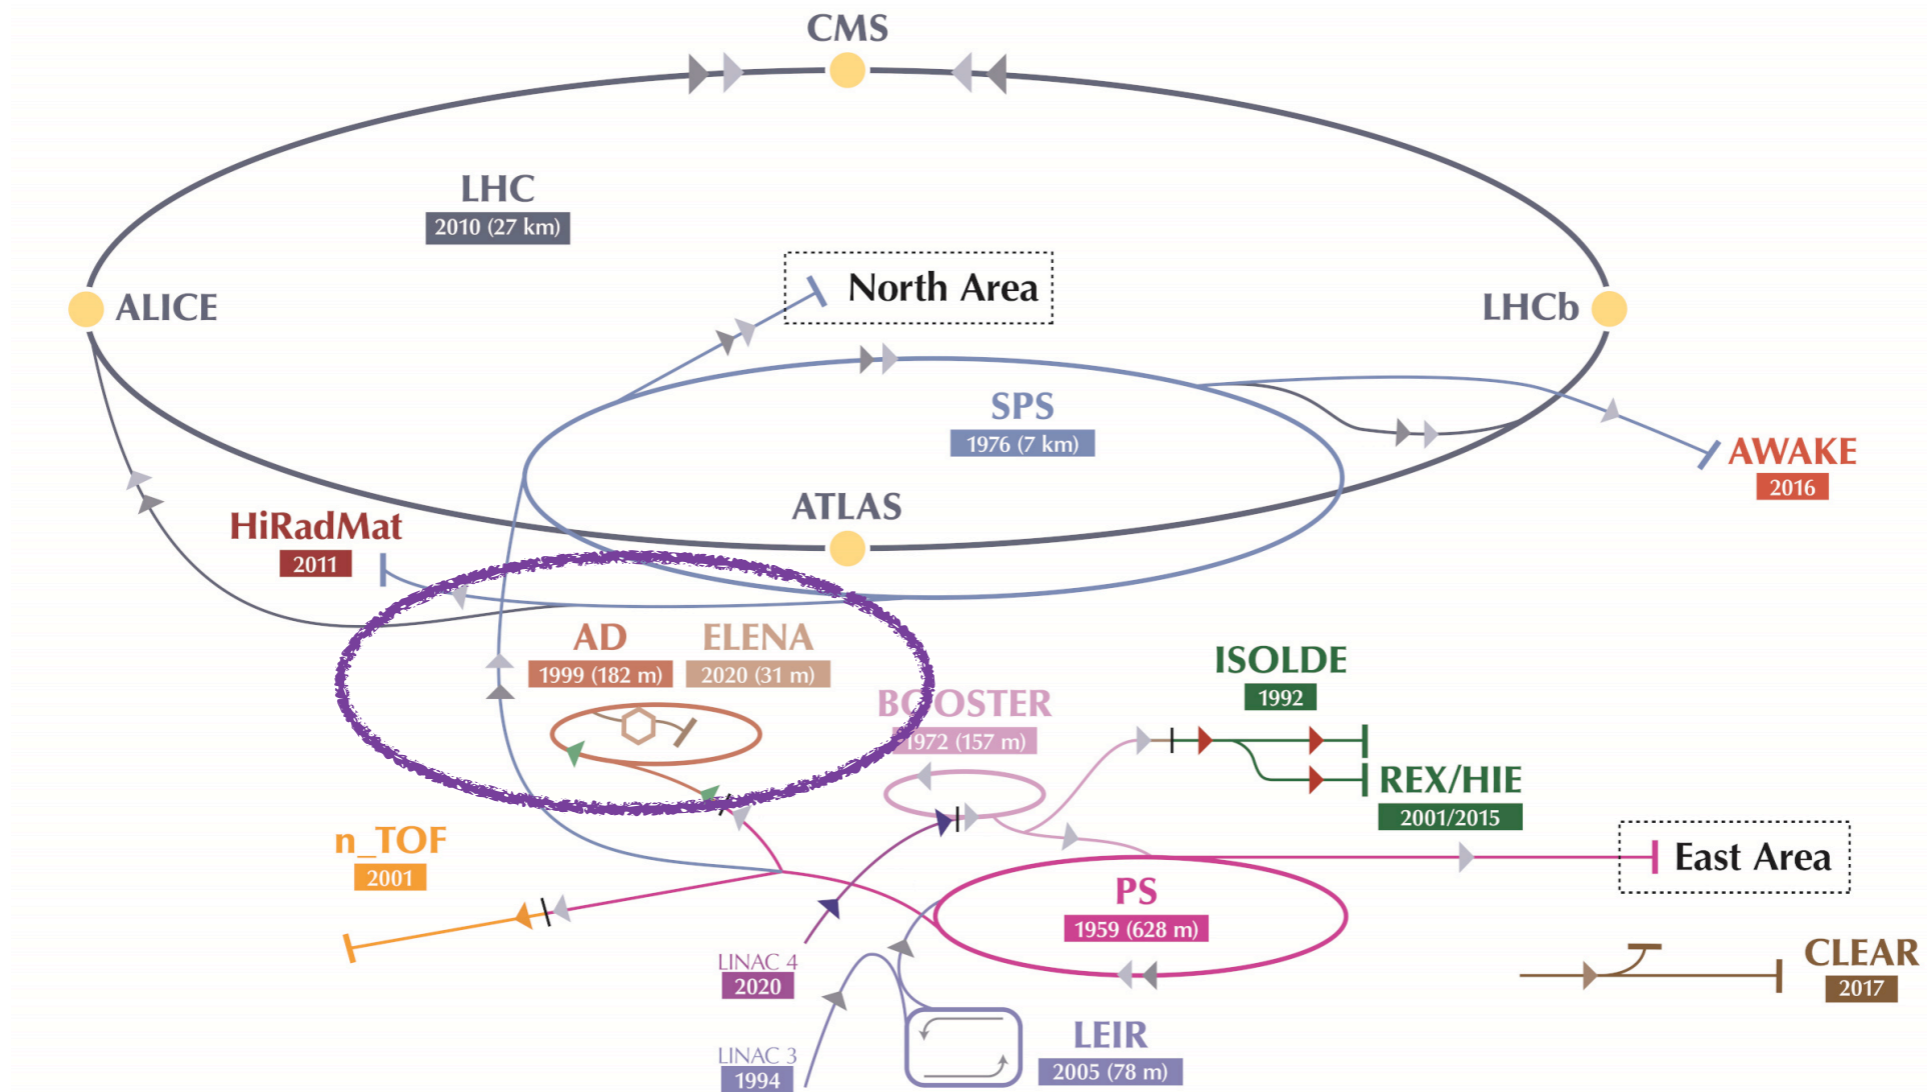 CMS
LHC
2010 (27 km)
North Area
ALICE
LHCb
SPS
1976 (7 km)
AWAKE
2016
ATLAS
HiRadMat
2011
AD
1999 (182 m)
ELENA
2020 (31 m)
ISOLDE
1992
BOOSTER
1972 (157 m)
REX/HIE
2001/2015
n_TOF
2001
East Area
PS
1959 (628 m)
LINAC 4
2020
CLEAR
2017
LEIR
2005 (78 m)
LINAC 3
1994